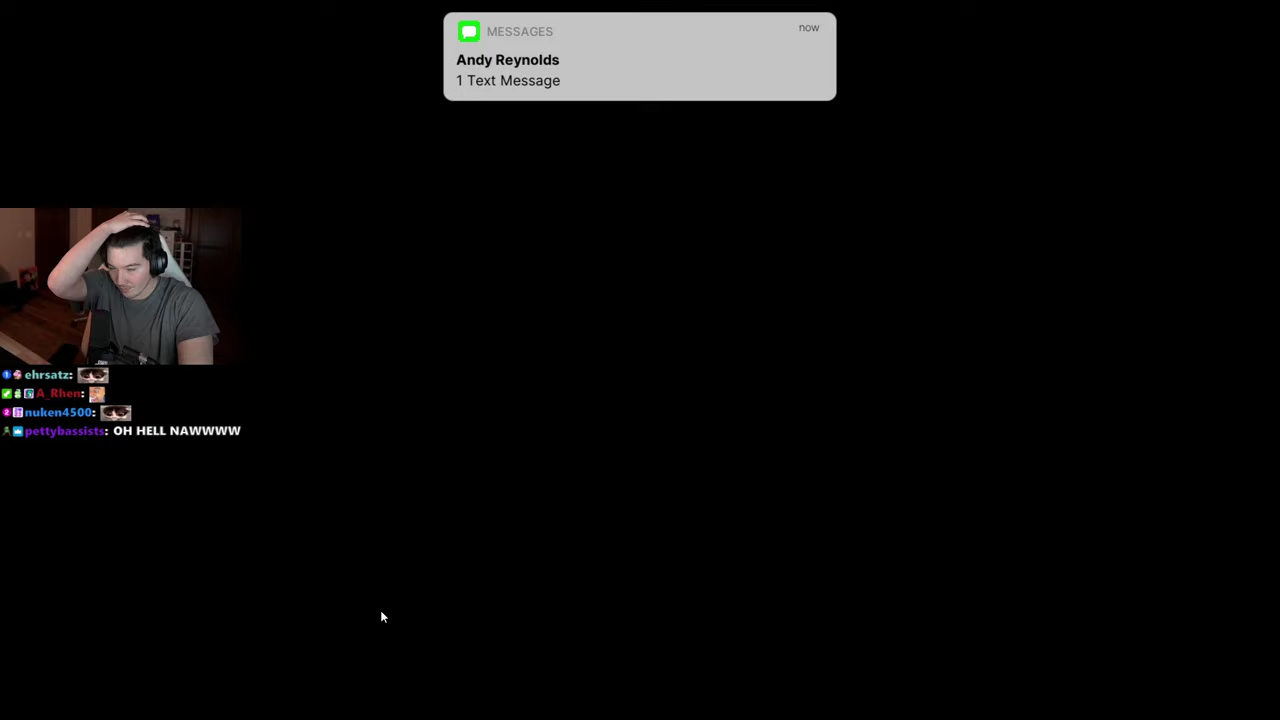 MESSAGES
now
Andy Reynolds
1 Text Message
ehrsatz:
A_Rhen:
nuken4500:
pettybassists: OH HELL NAWWWW